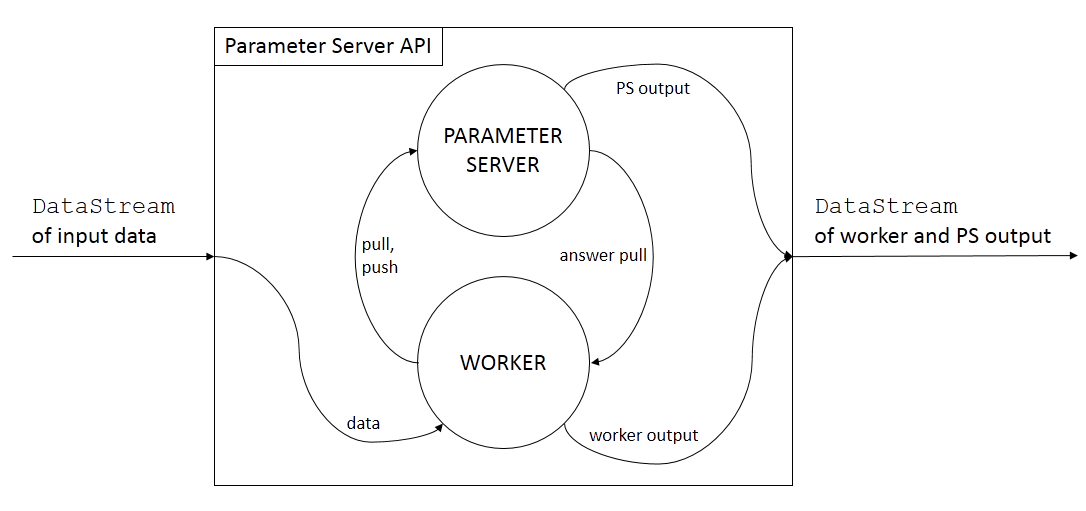 Parameter Server API
PS output
PARAMETER
SERVER
DataStream
of input data
pull,
push
answer pull
DataStream
of worker and PS output
WORKER
data
worker output